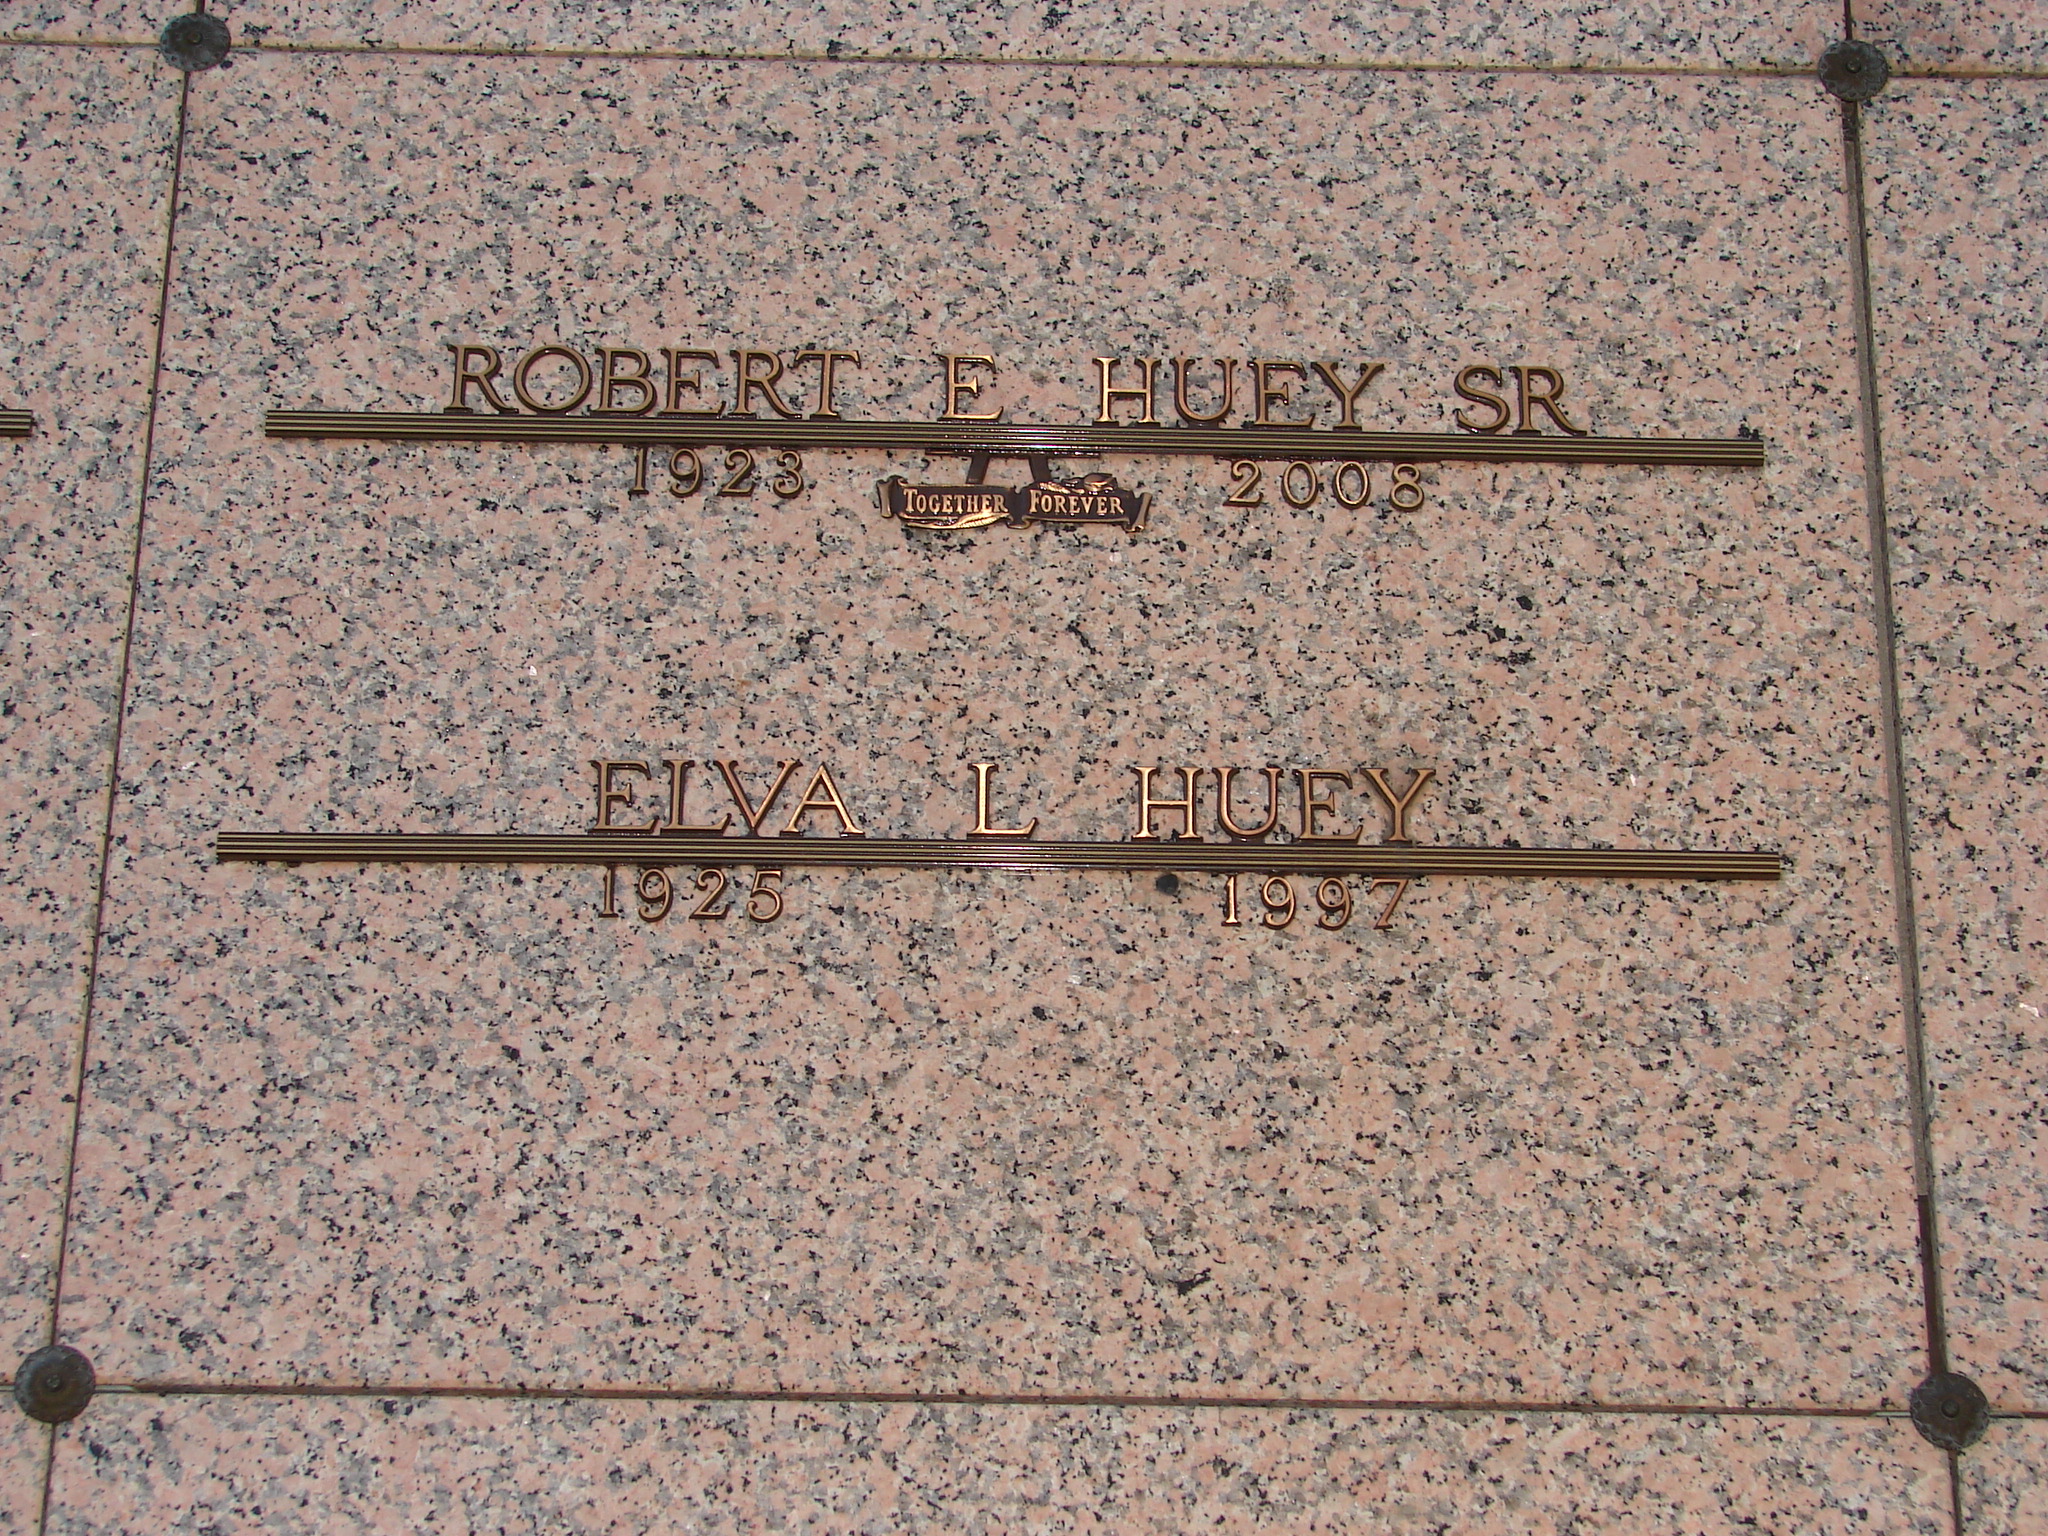 ROBERT E HUEY SR
1923 TOGETHER FOREVER 2008
ELVA L HUEY
1925 1997